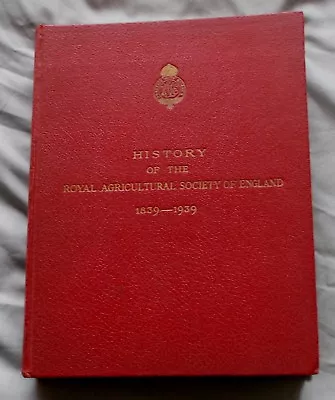 HISTORY
OF THE
ROYAL AGRICULTURAL SOCIETY OF ENGLAND
1839—1939